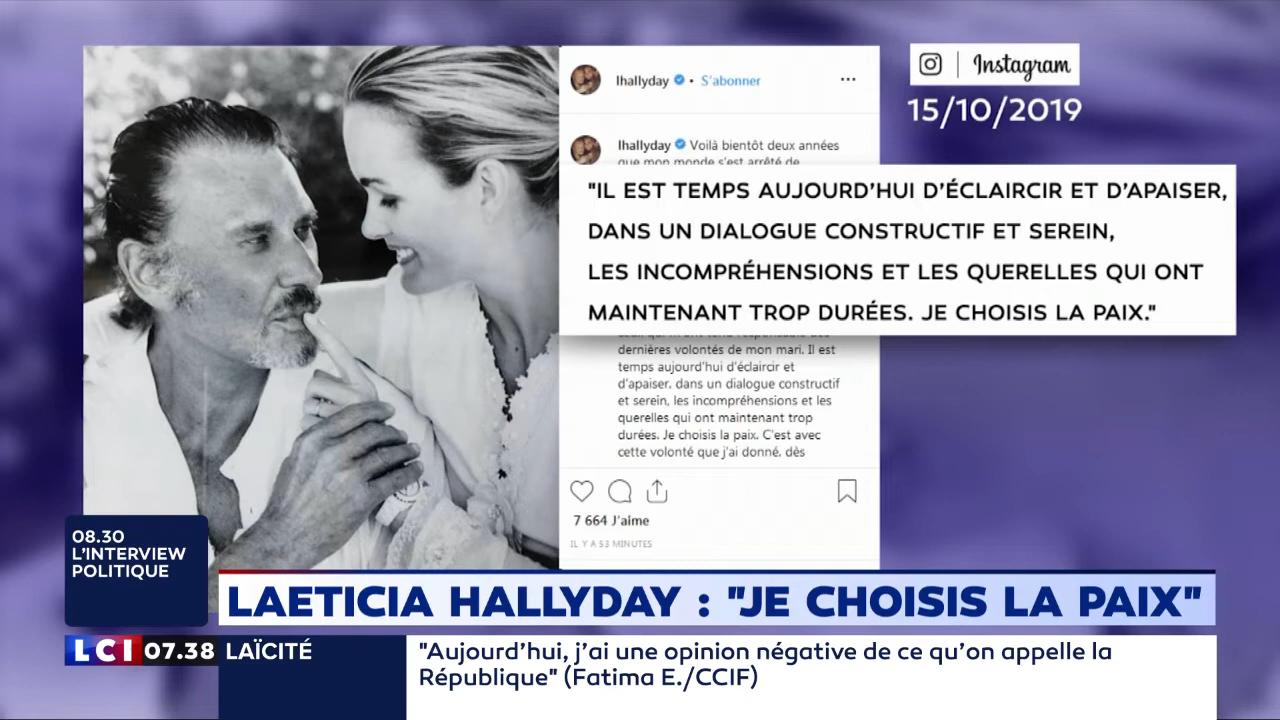 lhallyday • S'abonner
Instagram
15/10/2019
lhallyday Voilà bientôt deux années
que mon monde s'est arrêté de
"IL EST TEMPS AUJOURD'HUI D'ÉCLAIRCIR ET D'APAISER,
DANS UN DIALOGUE CONSTRUCTIF ET SEREIN,
LES INCOMPRÉHENSIONS ET LES QUERELLES QUI ONT
MAINTENANT TROP DURÉES. JE CHOISIS LA PAIX."
dernières volontés de mon mari. Il est
temps aujourd'hui d'éclaircir et
d'apaiser, dans un dialogue constructif
et serein, les incompréhensions et les
querelles qui ont maintenant trop
durées. Je choisis la paix. C'est avec
cette volonté que j'ai donné, dès
7 664 J'aime
IL Y A 53 MINUTES
08.30
L'INTERVIEW
POLITIQUE
LAETICIA HALLYDAY : "JE CHOISIS LA PAIX"
LCI 07.38 LAÏCITÉ
"Aujourd'hui, j'ai une opinion négative de ce qu'on appelle la
République" (Fatima E./CCIF)